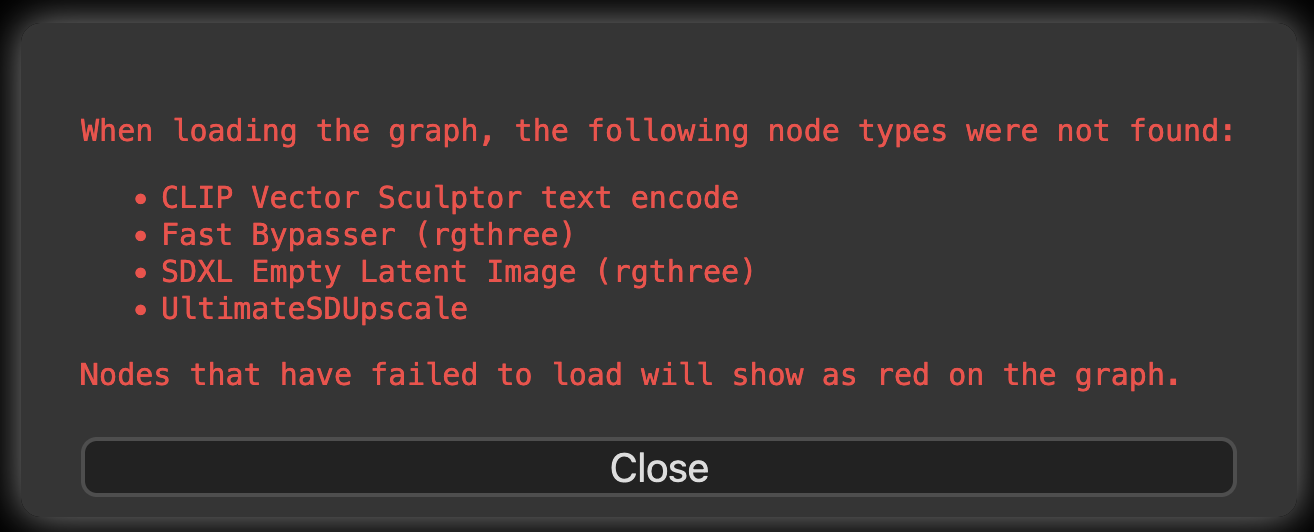 When loading the graph, the following node types were not found:
• CLIP Vector Sculptor text encode
• Fast Bypasser (rgthree)
• SDXL Empty Latent Image (rgthree)
• UltimateSDUpscale
Nodes that have failed to load will show as red on the graph.
Close